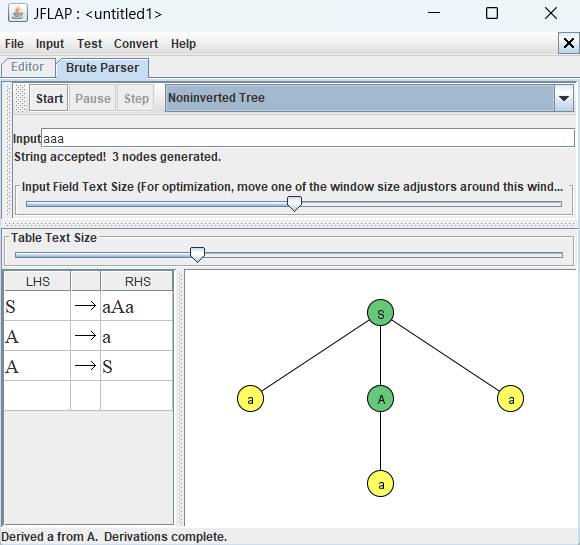 JFLAP : <untitled1>
File Input Test Convert Help
Editor Brute Parser
Start Pause Step Noninverted Tree
Input aaa
String accepted! 3 nodes generated.
Input Field Text Size (For optimization, move one of the window size adjustors around this wind...
Table Text Size
LHS RHS
S → aAa
A → a
A → S
S
a A a
a
Derived a from A. Derivations complete.